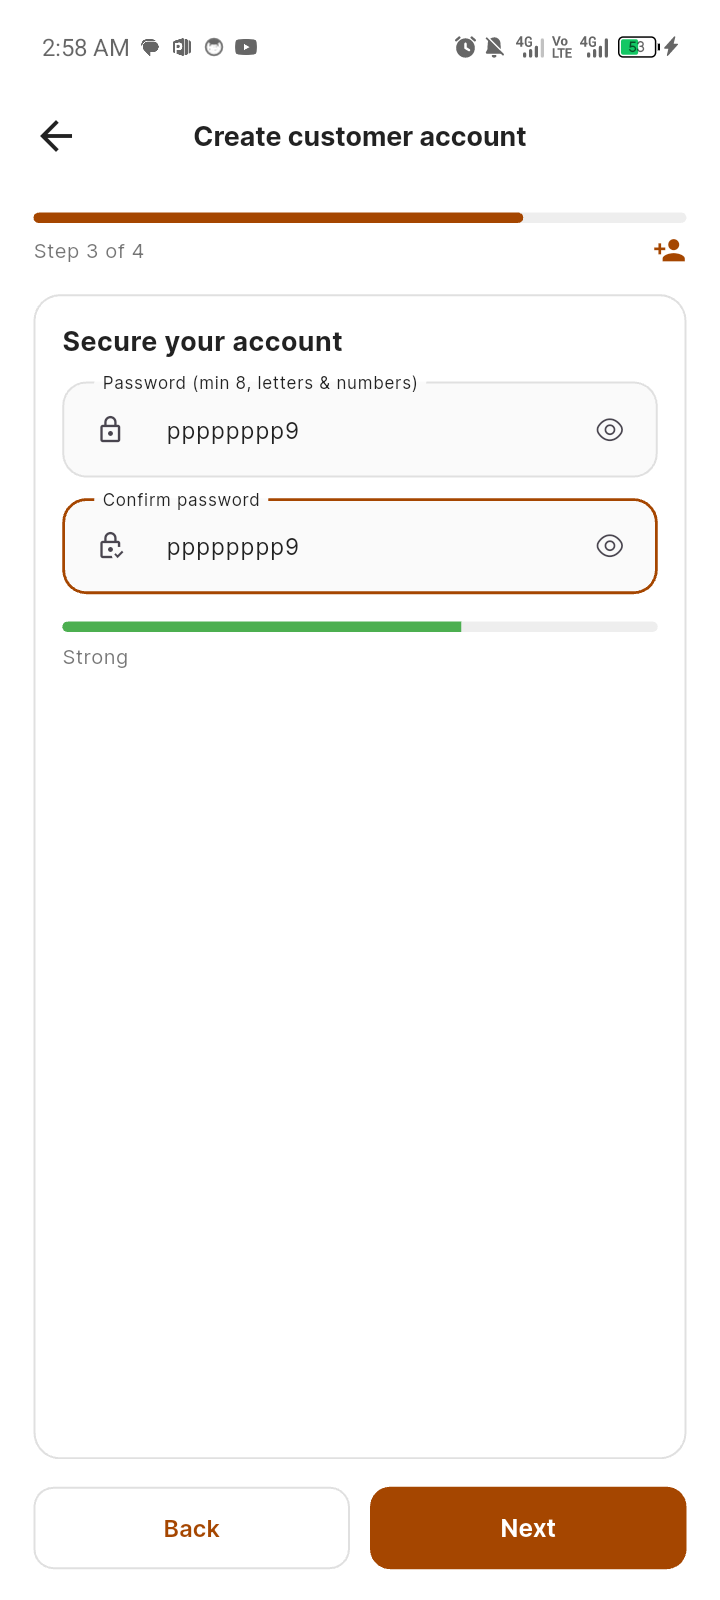 2:58 AM
4G Vo LTE 4G 53
Create customer account
Step 3 of 4
Secure your account
Password (min 8, letters & numbers)
pppppppp9
Confirm password
pppppppp9
Strong
Back
Next